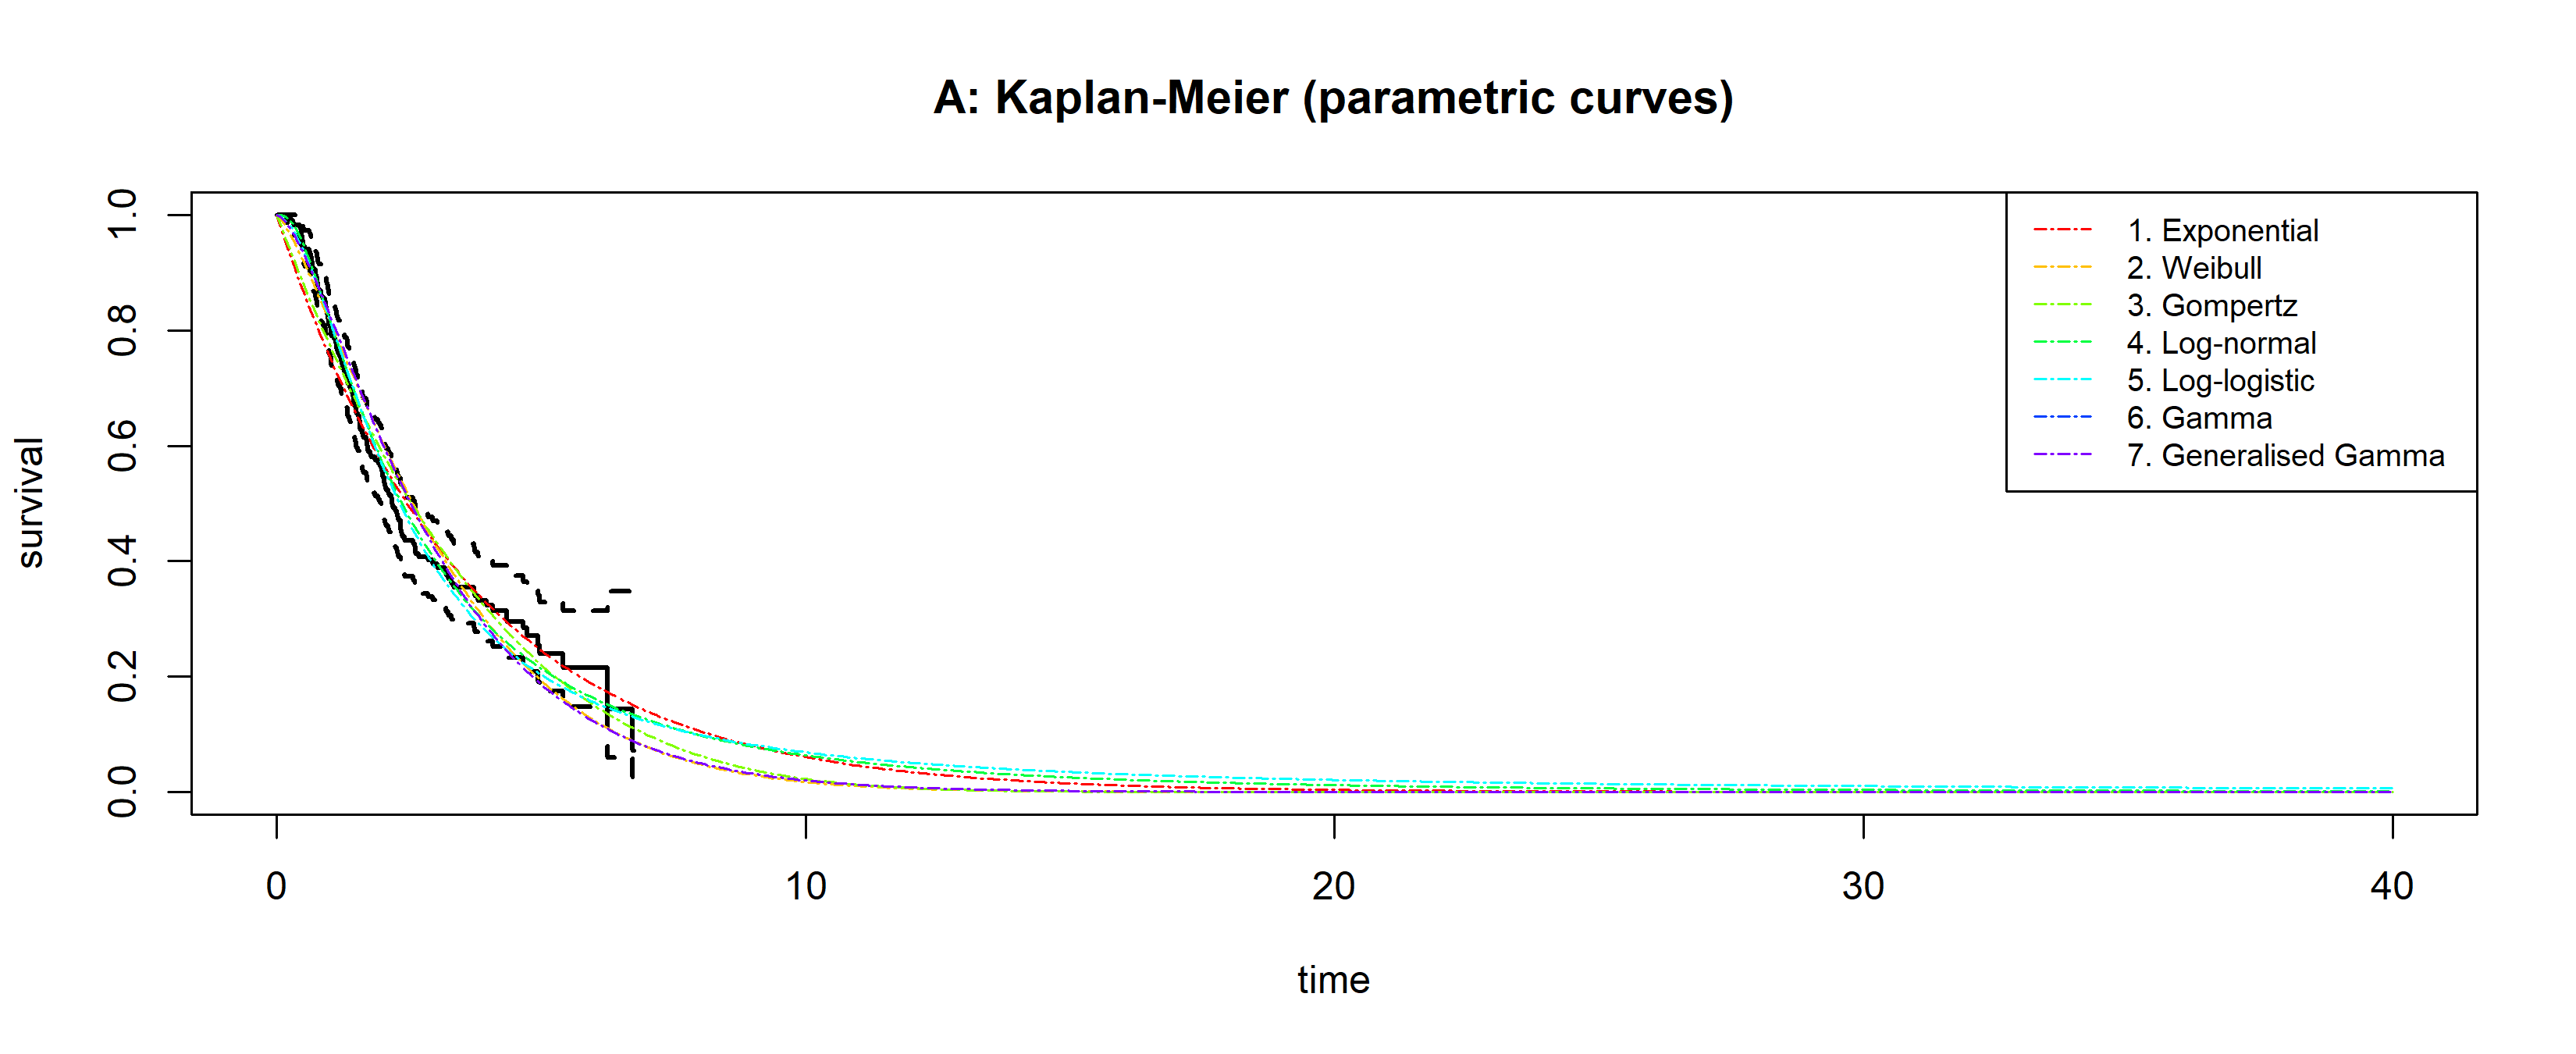 A: Kaplan-Meier (parametric curves)
1. Exponential
2. Weibull
3. Gompertz
4. Log-normal
5. Log-logistic
6. Gamma
7. Generalised Gamma
survival
1.0
0.8
0.6
0.4
0.2
0.0
0 10 20 30 40
time